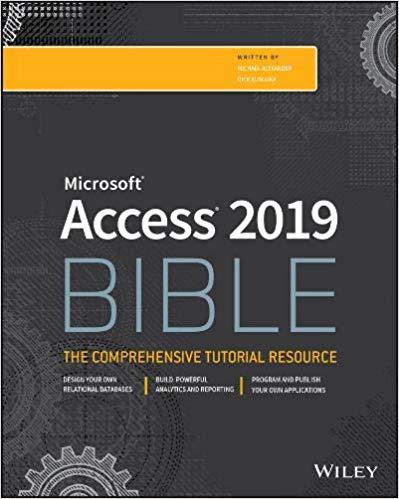 WRITTEN BY
MICHAEL ALEXANDER
DICK KUSLEIKA
Microsoft®
Access® 2019
BIBLE
THE COMPREHENSIVE TUTORIAL RESOURCE
DESIGN YOUR OWN
RELATIONAL DATABASES
BUILD POWERFUL
ANALYTICS AND REPORTING
PROGRAM AND PUBLISH
YOUR OWN APPLICATIONS
WILEY